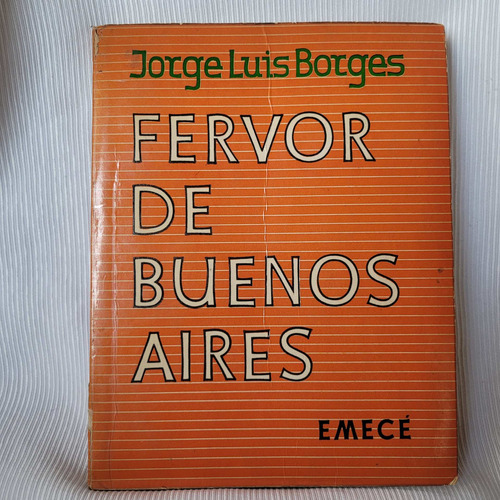 Jorge Luis Borges
FERVOR
DE
BUENOS
AIRES
EMECÉ